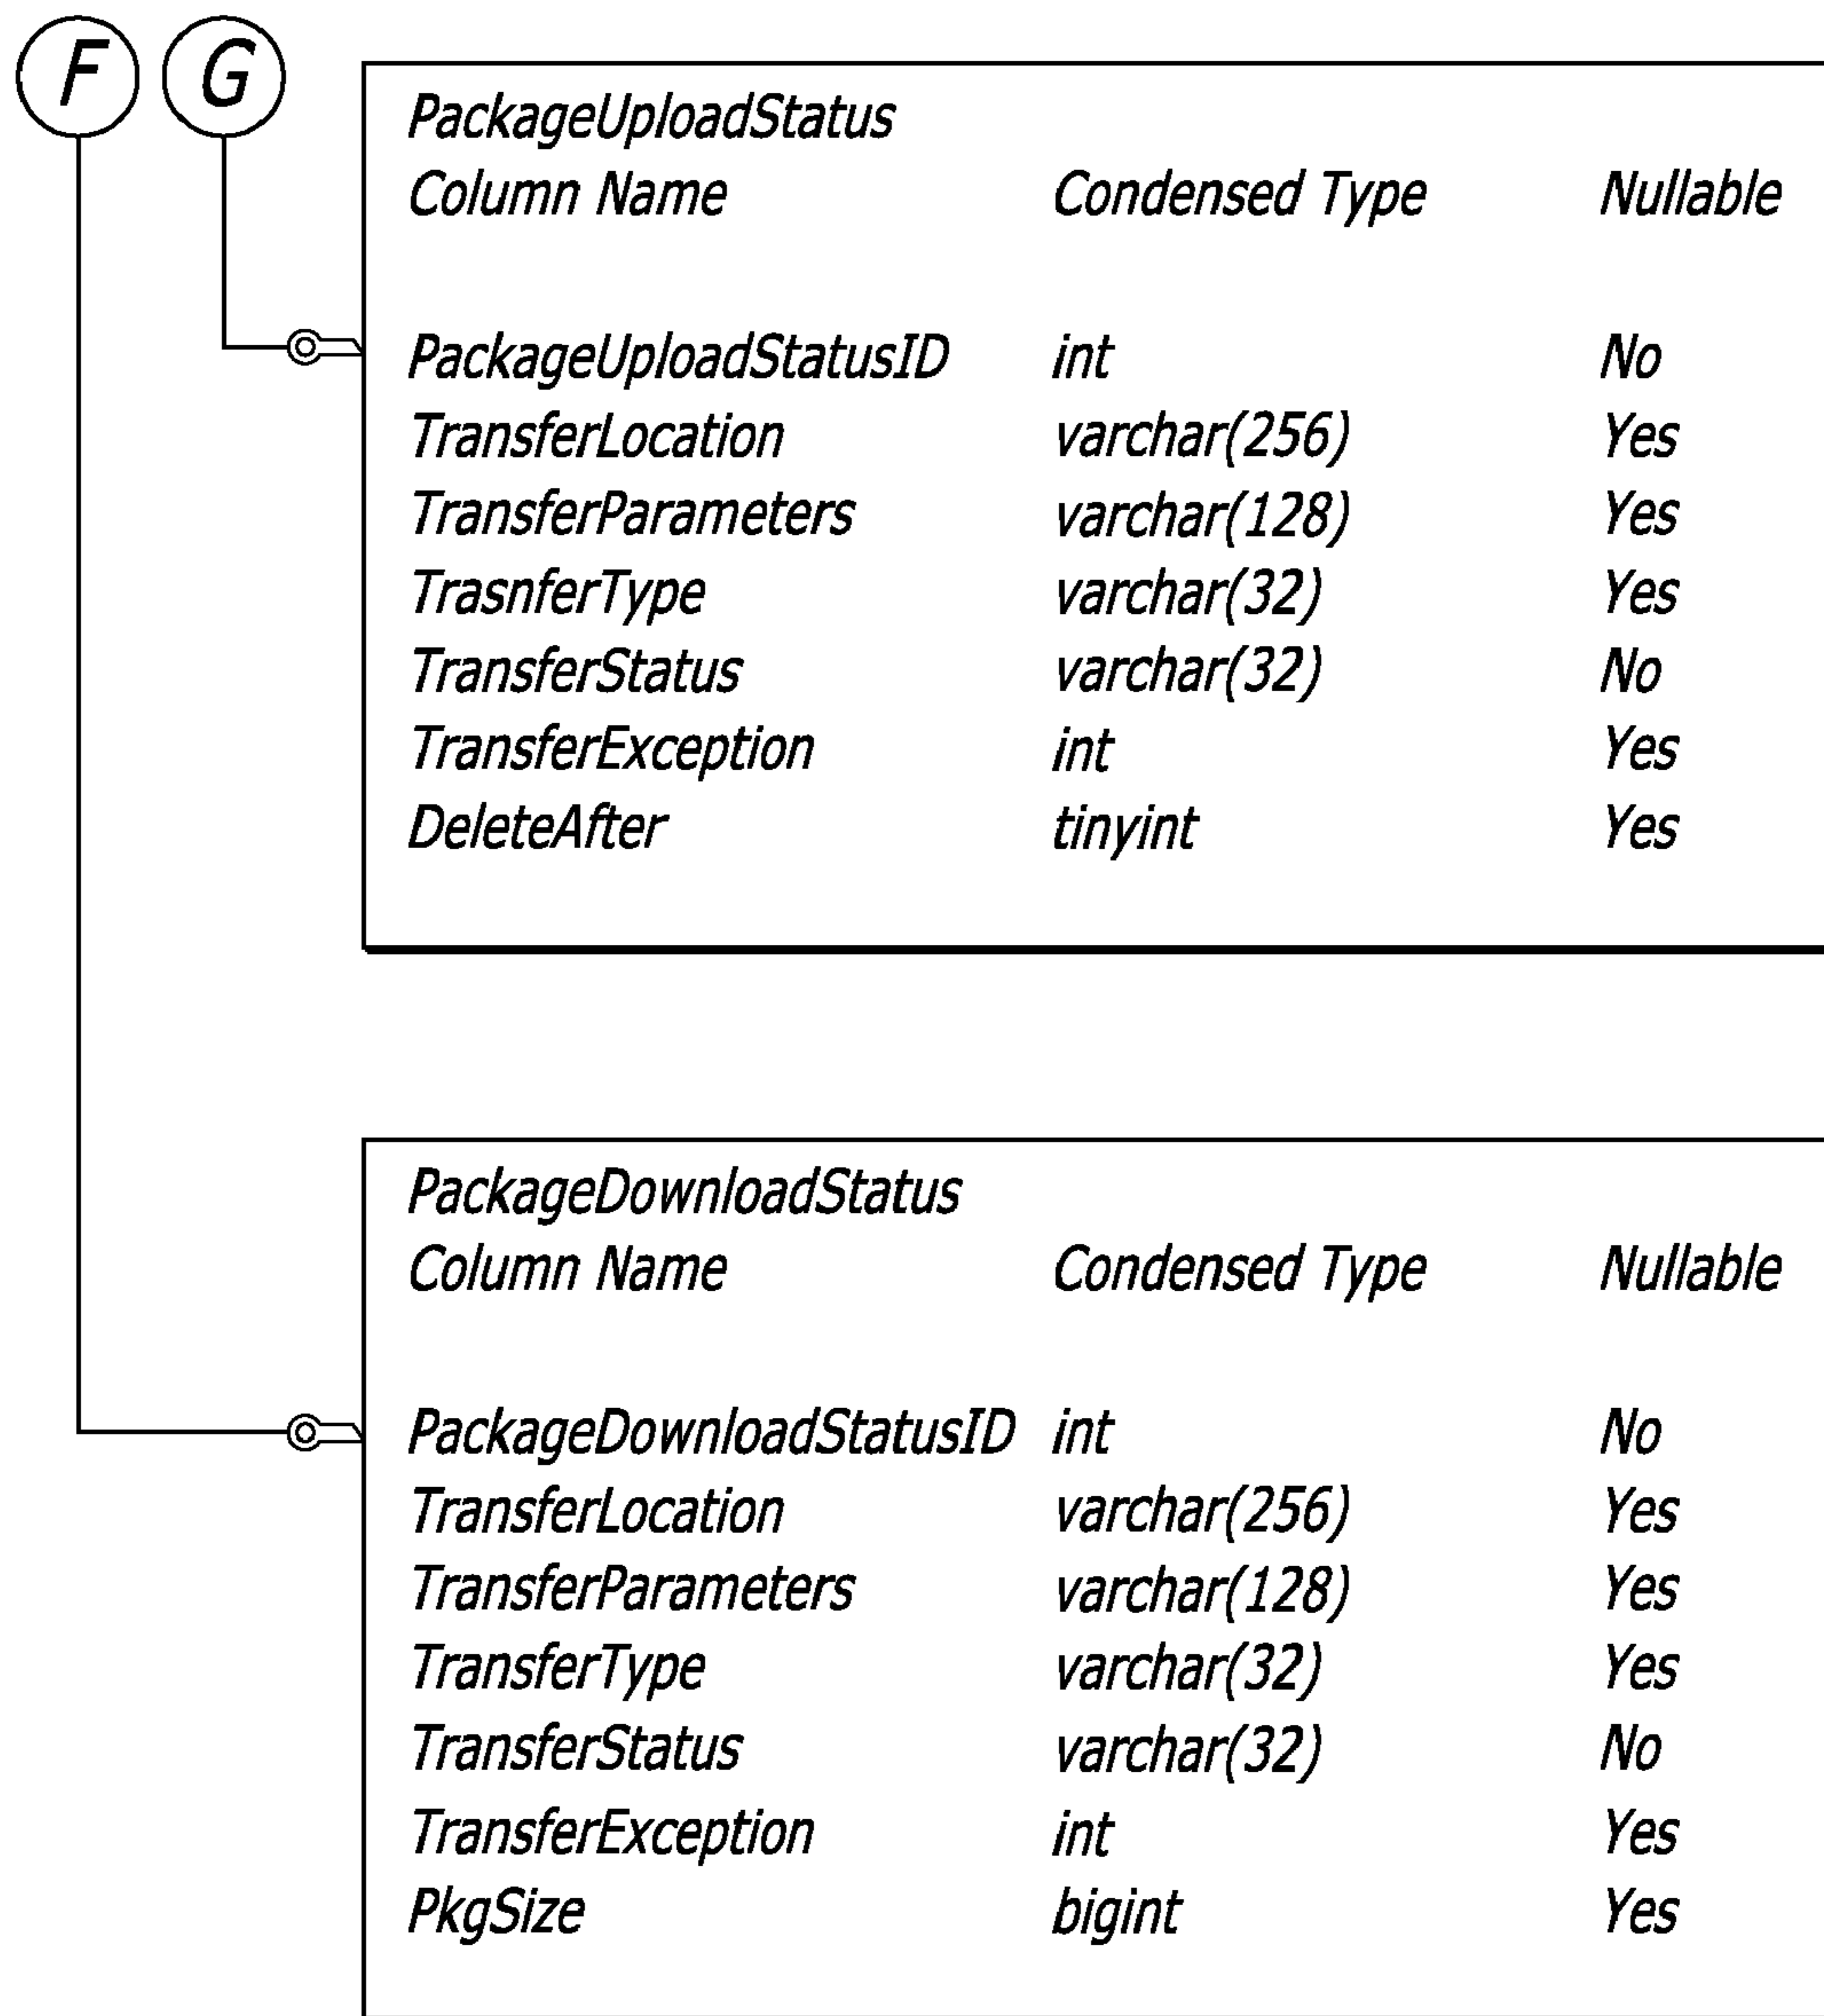 F G
PackageUploadStatus
Column Name Condensed Type Nullable
PackageUploadStatusID int No
TransferLocation varchar(256) Yes
TransferParameters varchar(128) Yes
TrasnferType varchar(32) Yes
TransferStatus varchar(32) No
TransferException int Yes
DeleteAfter tinyint Yes
PackageDownloadStatus
Column Name Condensed Type Nullable
PackageDownloadStatusID int No
TransferLocation varchar(256) Yes
TransferParameters varchar(128) Yes
TransferType varchar(32) Yes
TransferStatus varchar(32) No
TransferException int Yes
PkgSize bigint Yes